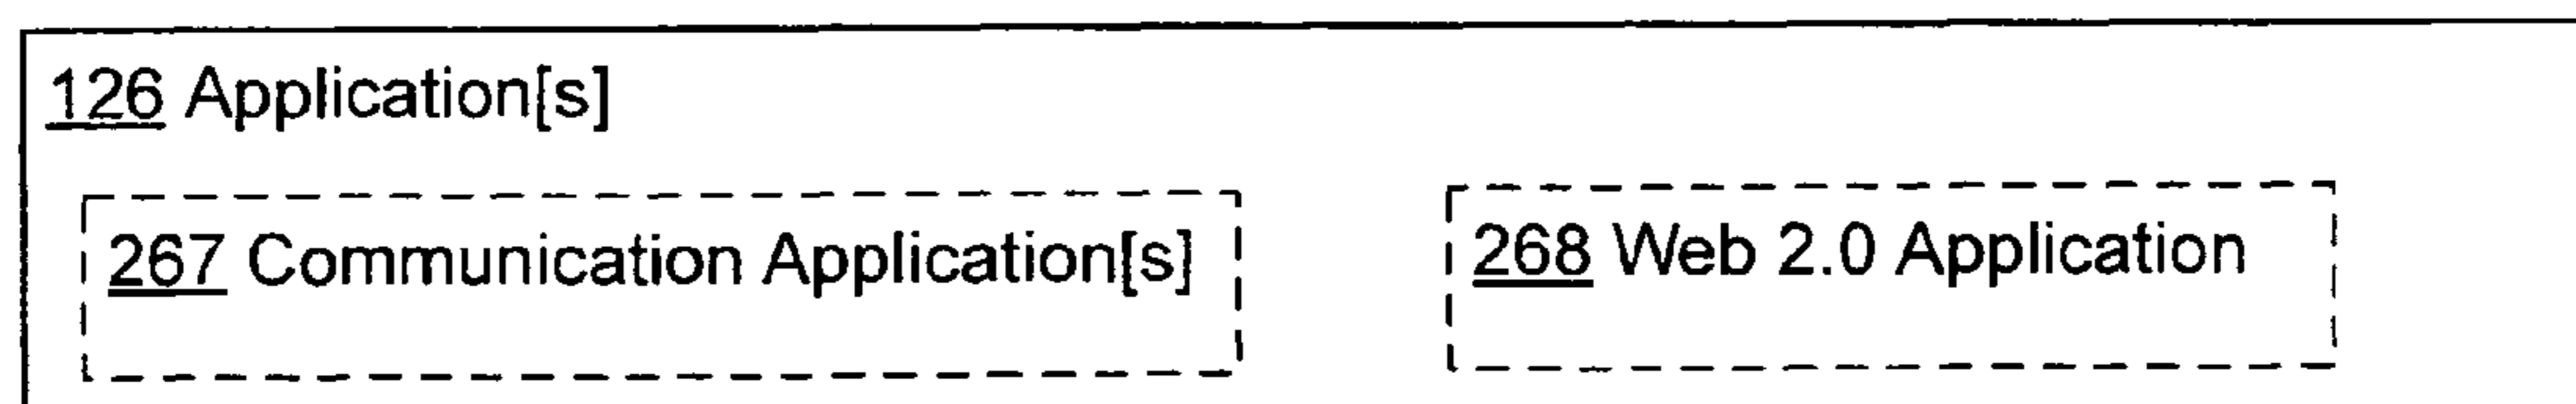 126 Application[s]
267 Communication Application[s]
268 Web 2.0 Application